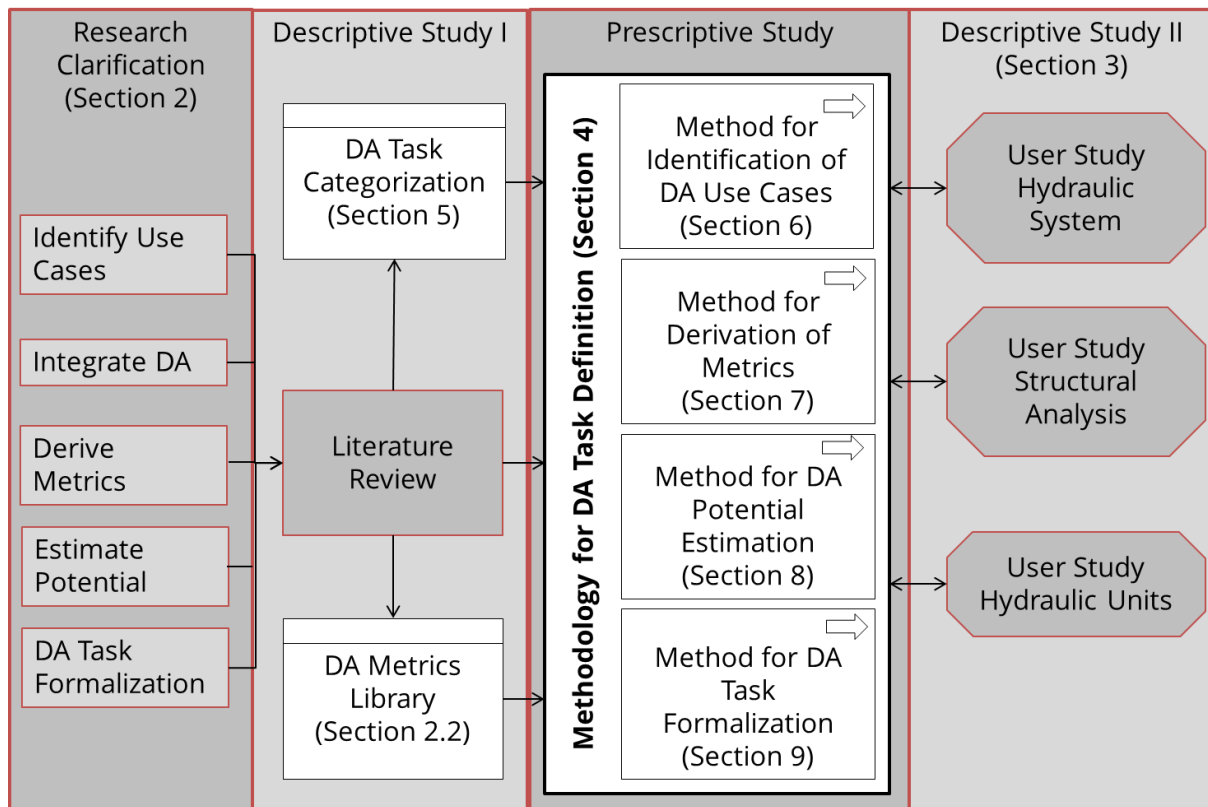 Research
Clarification
(Section 2)
Identify Use
Cases
Integrate DA
Derive
Metrics
Estimate
Potential
DA Task
Formalization
Descriptive Study I
DA Task
Categorization
(Section 5)
Literature
Review
DA Metrics
Library
(Section 2.2)
Prescriptive Study
Methodology for DA Task Definition (Section 4)
Method for
Identification of
DA Use Cases
(Section 6)
Method for
Derivation of
Metrics
(Section 7)
Method for DA
Potential
Estimation
(Section 8)
Method for DA
Task
Formalization
(Section 9)
Descriptive Study II
(Section 3)
User Study
Hydraulic
System
User Study
Structural
Analysis
User Study
Hydraulic Units